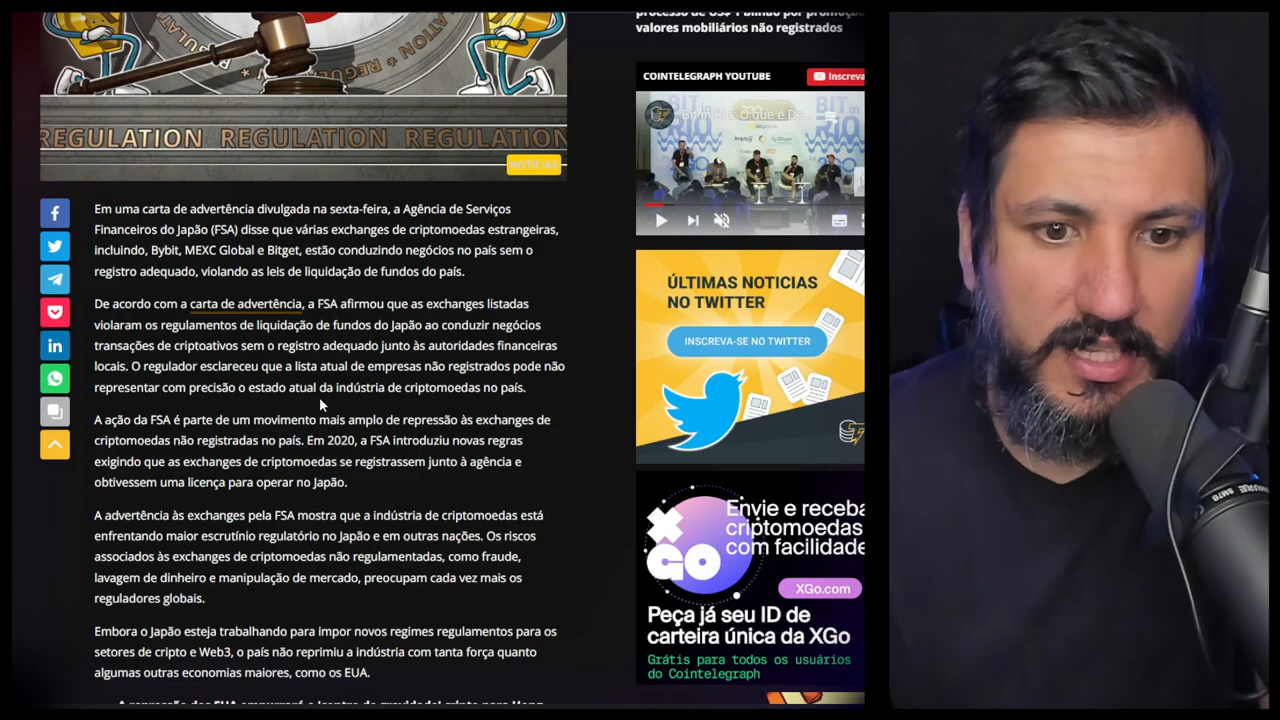 REGULATION REGULATION REGULATION
NOTÍCIAS
Em uma carta de advertência divulgada na sexta-feira, a Agência de Serviços
Financeiros do Japão (FSA) disse que várias exchanges de criptomoedas estrangeiras,
incluindo, Bybit, MEXC Global e Bitget, estão conduzindo negócios no país sem o
registro adequado, violando as leis de liquidação de fundos do país.
De acordo com a carta de advertência, a FSA afirmou que as exchanges listadas
violaram os regulamentos de liquidação de fundos do Japão ao conduzir negócios
transações de criptoativos sem o registro adequado junto às autoridades financeiras
locais. O regulador esclareceu que a lista atual de empresas não registrados pode não
representar com precisão o estado atual da indústria de criptomoedas no país.
A ação da FSA é parte de um movimento mais amplo de repressão às exchanges de
criptomoedas não registradas no país. Em 2020, a FSA introduziu novas regras
exigindo que as exchanges de criptomoedas se registrassem junto à agência e
obtivessem uma licença para operar no Japão.
A advertência às exchanges pela FSA mostra que a indústria de criptomoedas está
enfrentando maior escrutínio regulatório no Japão e em outras nações. Os riscos
associados às exchanges de criptomoedas não regulamentadas, como fraude,
lavagem de dinheiro e manipulação de mercado, preocupam cada vez mais os
reguladores globais.
Embora o Japão esteja trabalhando para impor novos regimes regulamentos para os
setores de cripto e Web3, o país não reprimiu a indústria com tanta força quanto
algumas outras economias maiores, como os EUA.
processo de US$ 1 bilhão por promoção
valores mobiliários não registrados
COINTELEGRAPH YOUTUBE
Inscreva
BIT in RIO
ÚLTIMAS NOTICIAS
NO TWITTER
INSCREVA-SE NO TWITTER
XGO
Envie e receba
criptomoedas
com facilidade
XGo.com
Peça já seu ID de
carteira única da XGo
Grátis para todos os usuários
do Cointelegraph
SHURE SM7B